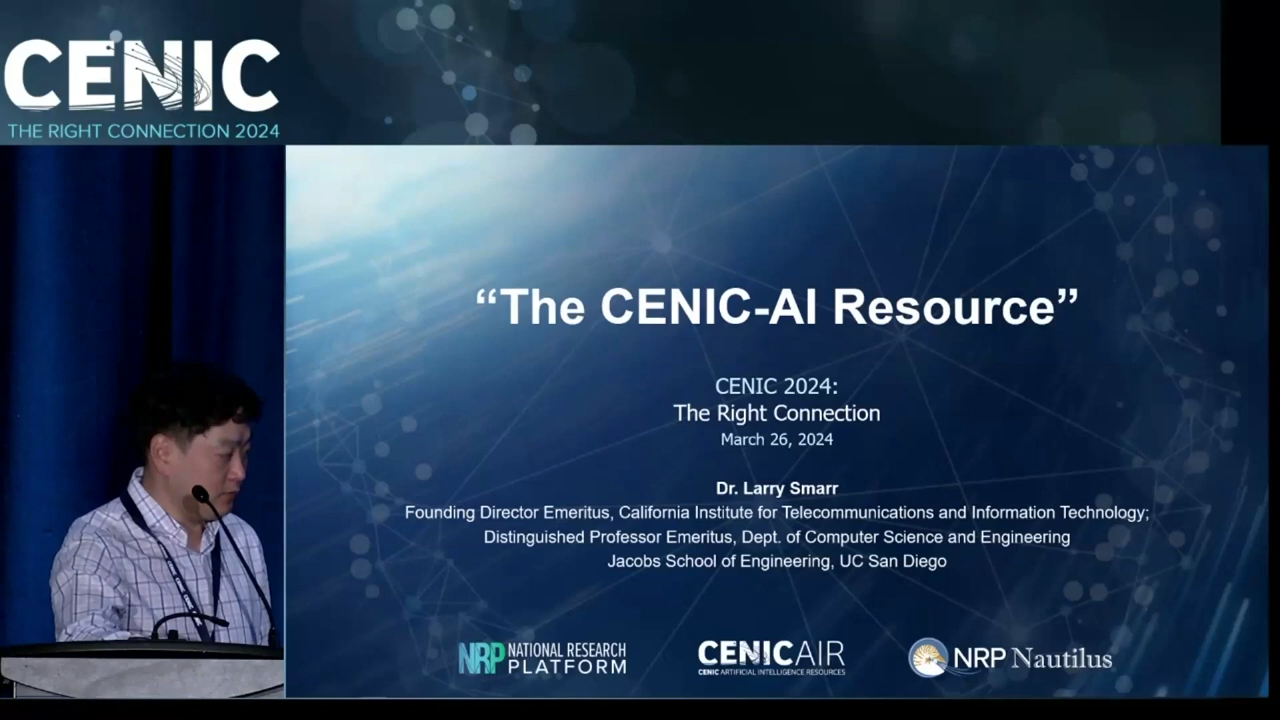 CENIC
THE RIGHT CONNECTION 2024
“The CENIC-AI Resource”
CENIC 2024:
The Right Connection
March 26, 2024
Dr. Larry Smarr
Founding Director Emeritus, California Institute for Telecommunications and Information Technology;
Distinguished Professor Emeritus, Dept. of Computer Science and Engineering
Jacobs School of Engineering, UC San Diego
NRP NATIONAL RESEARCH
PLATFORM
CENIC AIR
CENIC ARTIFICIAL INTELLIGENCE RESOURCES
NRP Nautilus